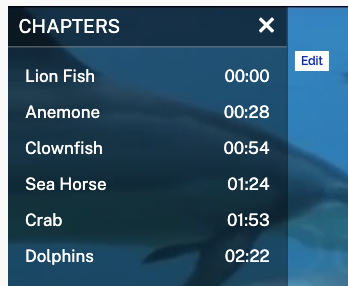 CHAPTERS ×
Edit
Lion Fish 00:00
Anemone 00:28
Clownfish 00:54
Sea Horse 01:24
Crab 01:53
Dolphins 02:22